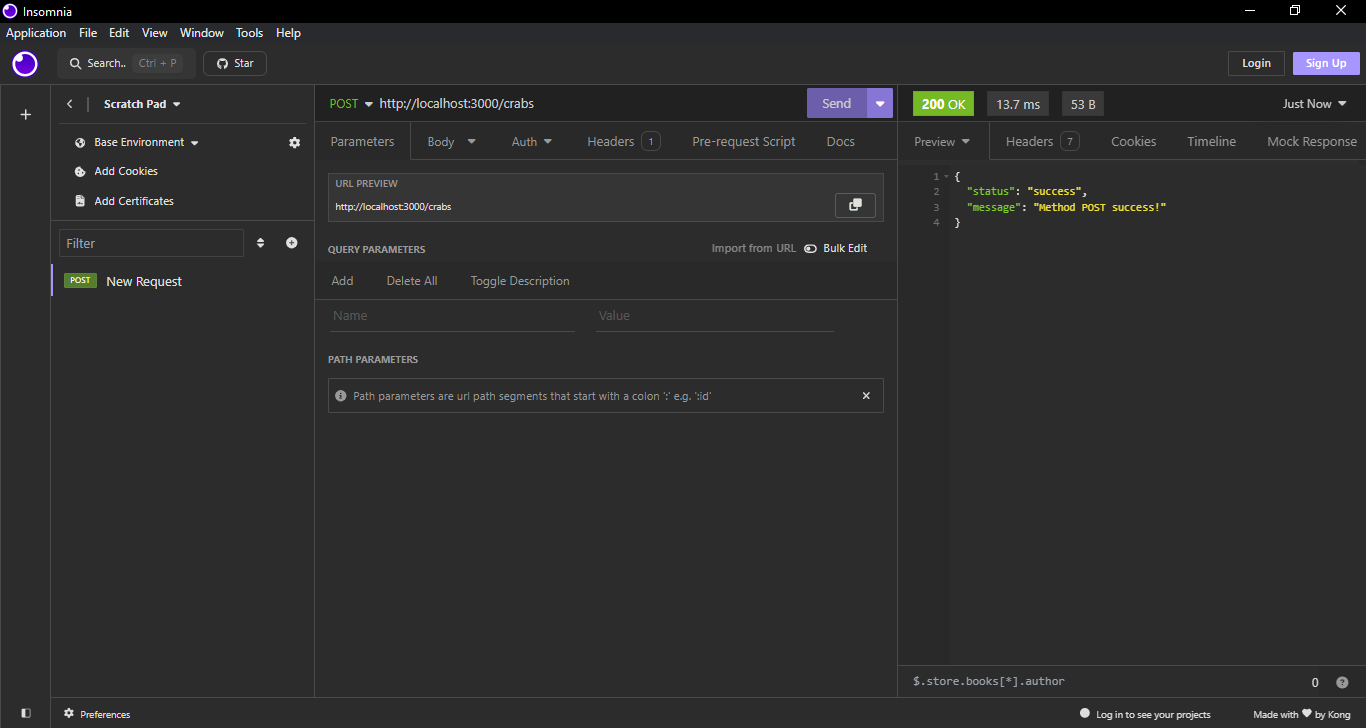 Insomnia
Application File Edit View Window Tools Help
Search.. Ctrl + P Star Login Sign Up
Scratch Pad
Base Environment
Add Cookies
Add Certificates
Filter
POST New Request
POST http://localhost:3000/crabs Send
Parameters Body Auth Headers 1 Pre-request Script Docs
URL PREVIEW
http://localhost:3000/crabs
QUERY PARAMETERS Import from URL Bulk Edit
Add Delete All Toggle Description
Name Value
PATH PARAMETERS
Path parameters are url path segments that start with a colon ':' e.g. ':id'
200 OK 13.7 ms 53 B Just Now
Preview Headers 7 Cookies Timeline Mock Response
1 {
2 "status": "success",
3 "message": "Method POST success!"
4 }
$.store.books[*].author 0 ?
Preferences Log in to see your projects Made with ♥ by Kong